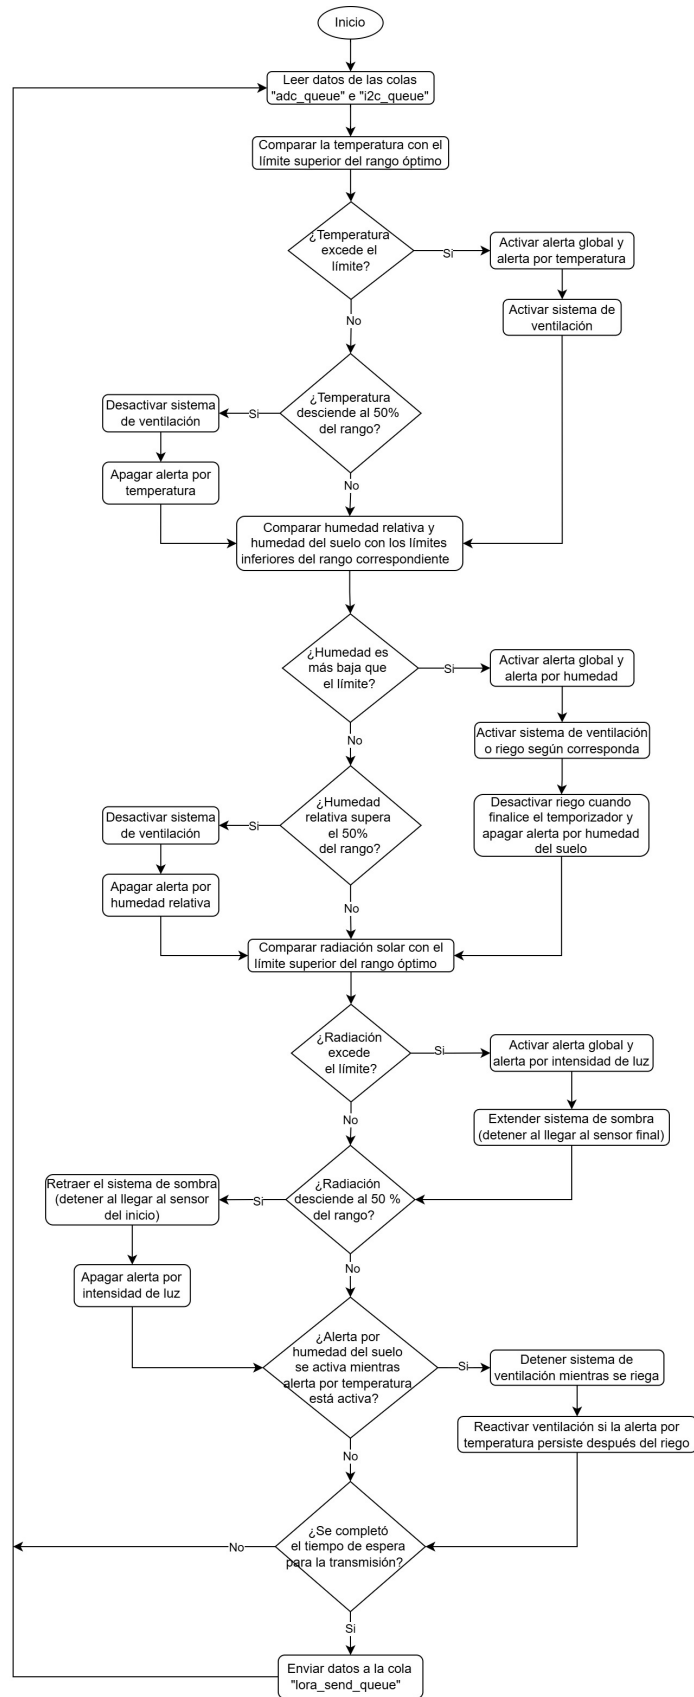 Inicio
Leer datos de las colas
"adc_queue" e "i2c_queue"
Comparar la temperatura con el
límite superior del rango óptimo
¿Temperatura
excede el
límite?
Si
Activar alerta global y
alerta por temperatura
Activar sistema de
ventilación
No
¿Temperatura
desciende al 50%
del rango?
Si
Desactivar sistema
de ventilación
Apagar alerta por
temperatura
No
Comparar humedad relativa y
humedad del suelo con los límites
inferiores del rango correspondiente
¿Humedad es
más baja que
el límite?
Si
Activar alerta global y
alerta por humedad
Activar sistema de ventilación
o riego según corresponda
Desactivar riego cuando
finalice el temporizador y
apagar alerta por humedad
del suelo
No
¿Humedad
relativa supera
el 50%
del rango?
Si
Desactivar sistema
de ventilación
Apagar alerta por
humedad relativa
No
Comparar radiación solar con el
límite superior del rango óptimo
¿Radiación
excede
el límite?
Si
Activar alerta global y
alerta por intensidad de luz
Extender sistema de sombra
(detener al llegar al sensor final)
No
¿Radiación
desciende al 50 %
del rango?
Si
Retraer el sistema de sombra
(detener al llegar al sensor
del inicio)
Apagar alerta por
intensidad de luz
No
¿Alerta por
humedad del suelo
se activa mientras
alerta por temperatura
está activa?
Si
Detener sistema de
ventilación mientras se riega
Reactivar ventilación si la alerta por
temperatura persiste después del riego
No
¿Se completó
el tiempo de espera
para la transmisión?
No
Si
Enviar datos a la cola
"lora_send_queue"